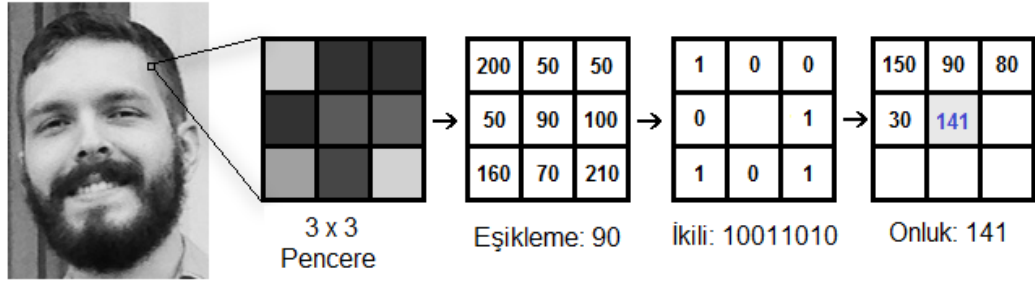 200 50 50
50 90 100
160 70 210
1 0 0
0 1
1 0 1
150 90 80
30 141
3 x 3
Pencere
Eşikleme: 90
İkili: 10011010
Onluk: 141